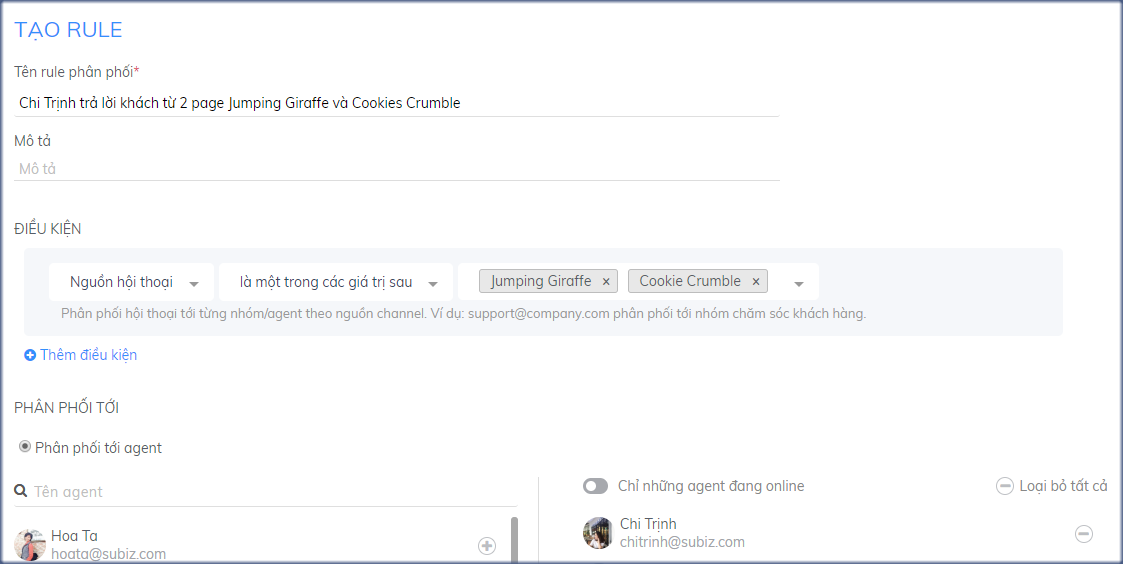 TẠO RULE
Tên rule phân phối*
Chi Trịnh trả lời khách từ 2 page Jumping Giraffe và Cookies Crumble
Mô tả
Mô tả
ĐIỀU KIỆN
Nguồn hội thoại là một trong các giá trị sau Jumping Giraffe × Cookie Crumble ×
Phân phối hội thoại tới từng nhóm/agent theo nguồn channel. Ví dụ: support@company.com phân phối tới nhóm chăm sóc khách hàng.
Thêm điều kiện
PHÂN PHỐI TỚI
Phân phối tới agent
Tên agent
Hoa Ta
hoata@subiz.com
Chỉ những agent đang online Loại bỏ tất cả
Chi Trịnh
chitrinh@subiz.com